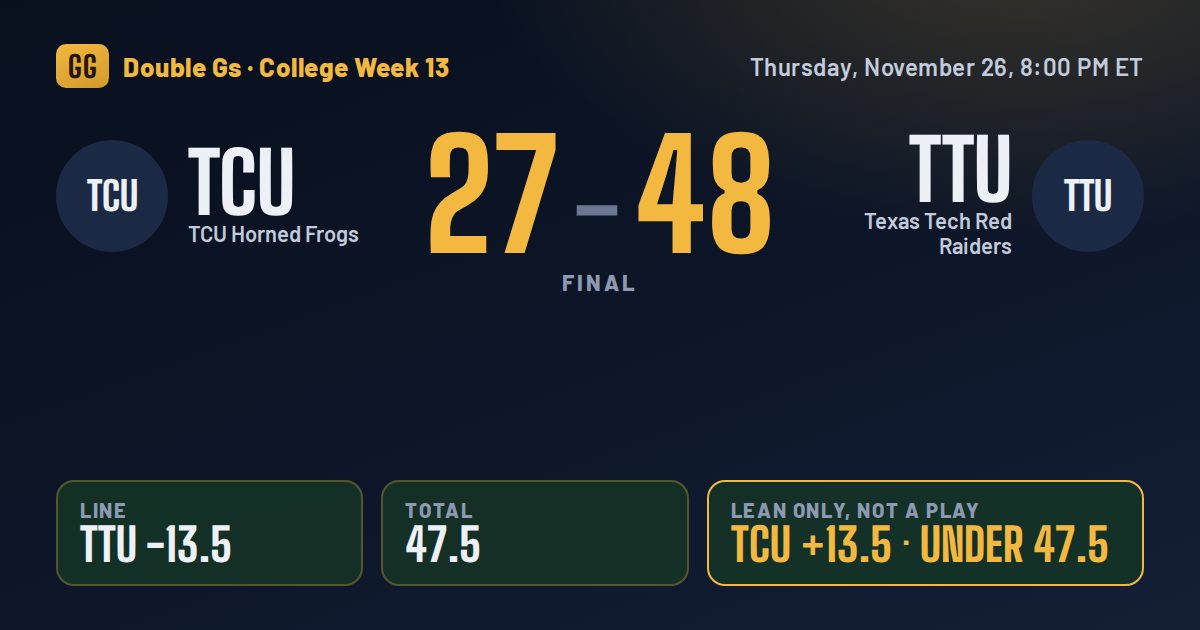 GG
Double Gs · College Week 13
Thursday, November 26, 8:00 PM ET
TCU
TCU
TCU Horned Frogs
27 – 48
FINAL
TTU
Texas Tech Red
Raiders
TTU
LINE
TTU −13.5
TOTAL
47.5
LEAN ONLY, NOT A PLAY
TCU +13.5 · UNDER 47.5